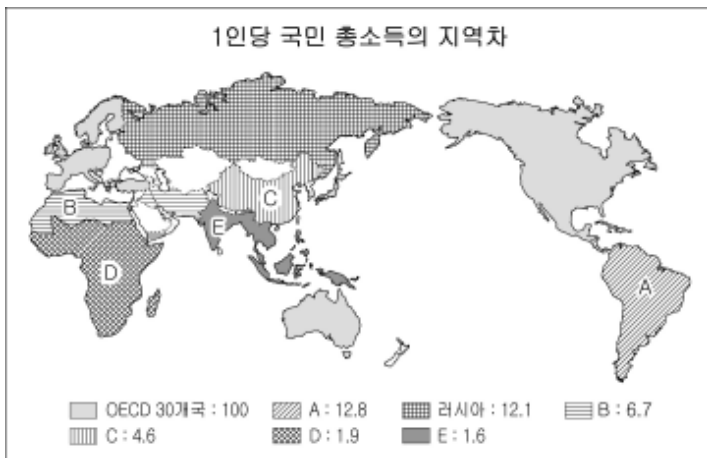 1인당 국민 총소득의 지역차
B
C
E
D
A
OECD 30개국 : 100 A : 12.8 러시아 : 12.1 B : 6.7
C : 4.6 D : 1.9 E : 1.6